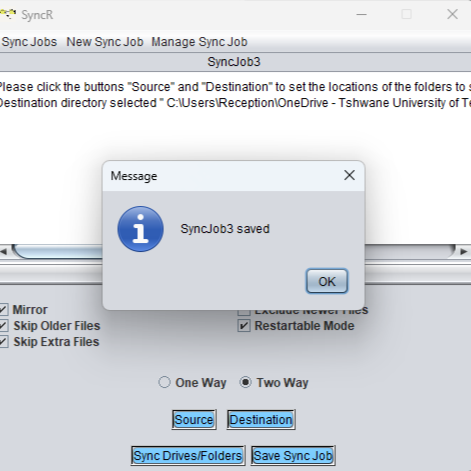 SyncR
Sync Jobs New Sync Job Manage Sync Job
SyncJob3
Please click the buttons "Source" and "Destination" to set the locations of the folders to
Destination directory selected " C:\Users\Reception\OneDrive - Tshwane University of
Message
SyncJob3 saved
OK
Mirror
Exclude Newer Files
Skip Older Files
Restartable Mode
Skip Extra Files
One Way Two Way
Source Destination
Sync Drives/Folders Save Sync Job